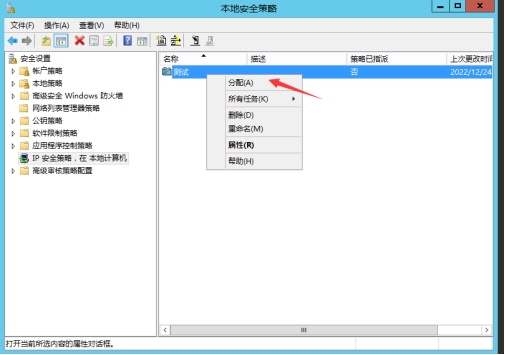 本地安全策略
文件(F) 操作(A) 查看(V) 帮助(H)
安全设置
帐户策略
本地策略
高级安全 Windows 防火墙
网络列表管理器策略
公钥策略
软件限制策略
应用程序控制策略
IP 安全策略，在 本地计算机
高级审核策略配置
名称 描述 策略已指派 上次更改时间
测试 否 2022/12/24
分配(A)
所有任务(K)
删除(D)
重命名(M)
属性(R)
帮助(H)
打开当前所选内容的属性对话框。